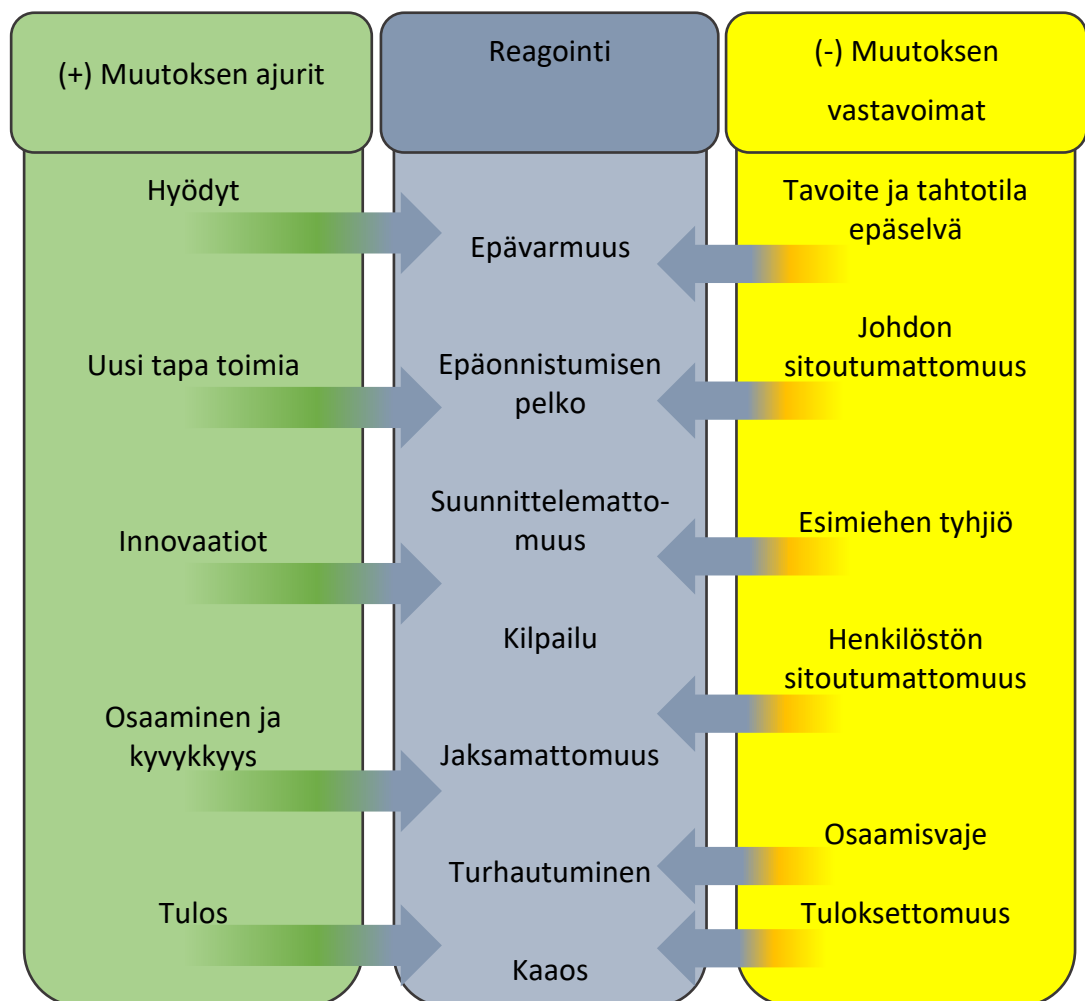 (+) Muutoksen ajurit
Hyödyt
Uusi tapa toimia
Innovaatiot
Osaaminen ja
kyvykkyys
Tulos
Reagointi
Epävarmuus
Epäonnistumisen
pelko
Suunnittelematto-
muus
Kilpailu
Jaksamattomuus
Turhautuminen
Kaaos
(-) Muutoksen
vastavoimat
Tavoite ja tahtotila
epäselvä
Johdon
sitoutumattomuus
Esimiehen tyhjiö
Henkilöstön
sitoutumattomuus
Osaamisvaje
Tuloksettomuus